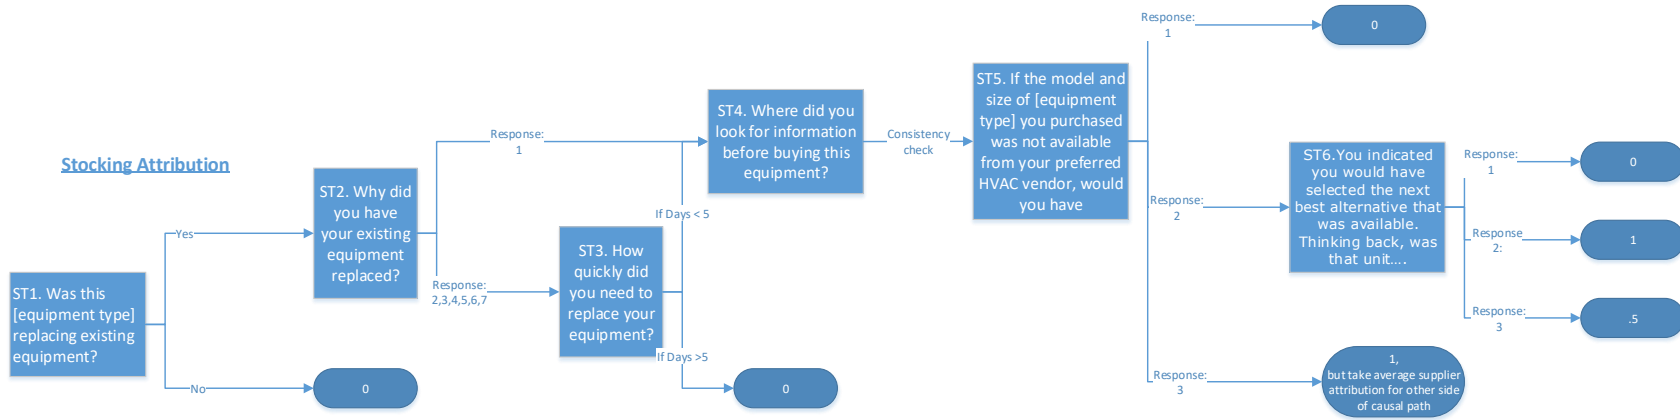 Stocking Attribution
ST1. Was this
[equipment type]
replacing existing
equipment?
Yes
No
0
ST2. Why did
you have
your existing
equipment
replaced?
Response:
1
Response:
2,3,4,5,6,7
ST3. How
quickly did
you need to
replace your
equipment?
If Days < 5
If Days >5
0
ST4. Where did you
look for information
before buying this
equipment?
Consistency
check
ST5. If the model and
size of [equipment
type] you purchased
was not available
from your preferred
HVAC vendor, would
you have
Response:
1
0
Response:
2
ST6.You indicated
you would have
selected the next
best alternative that
was available.
Thinking back, was
that unit....
Response:
1
0
Response
2:
1
Response:
3
.5
Response:
3
1,
but take average supplier
attribution for other side
of causal path